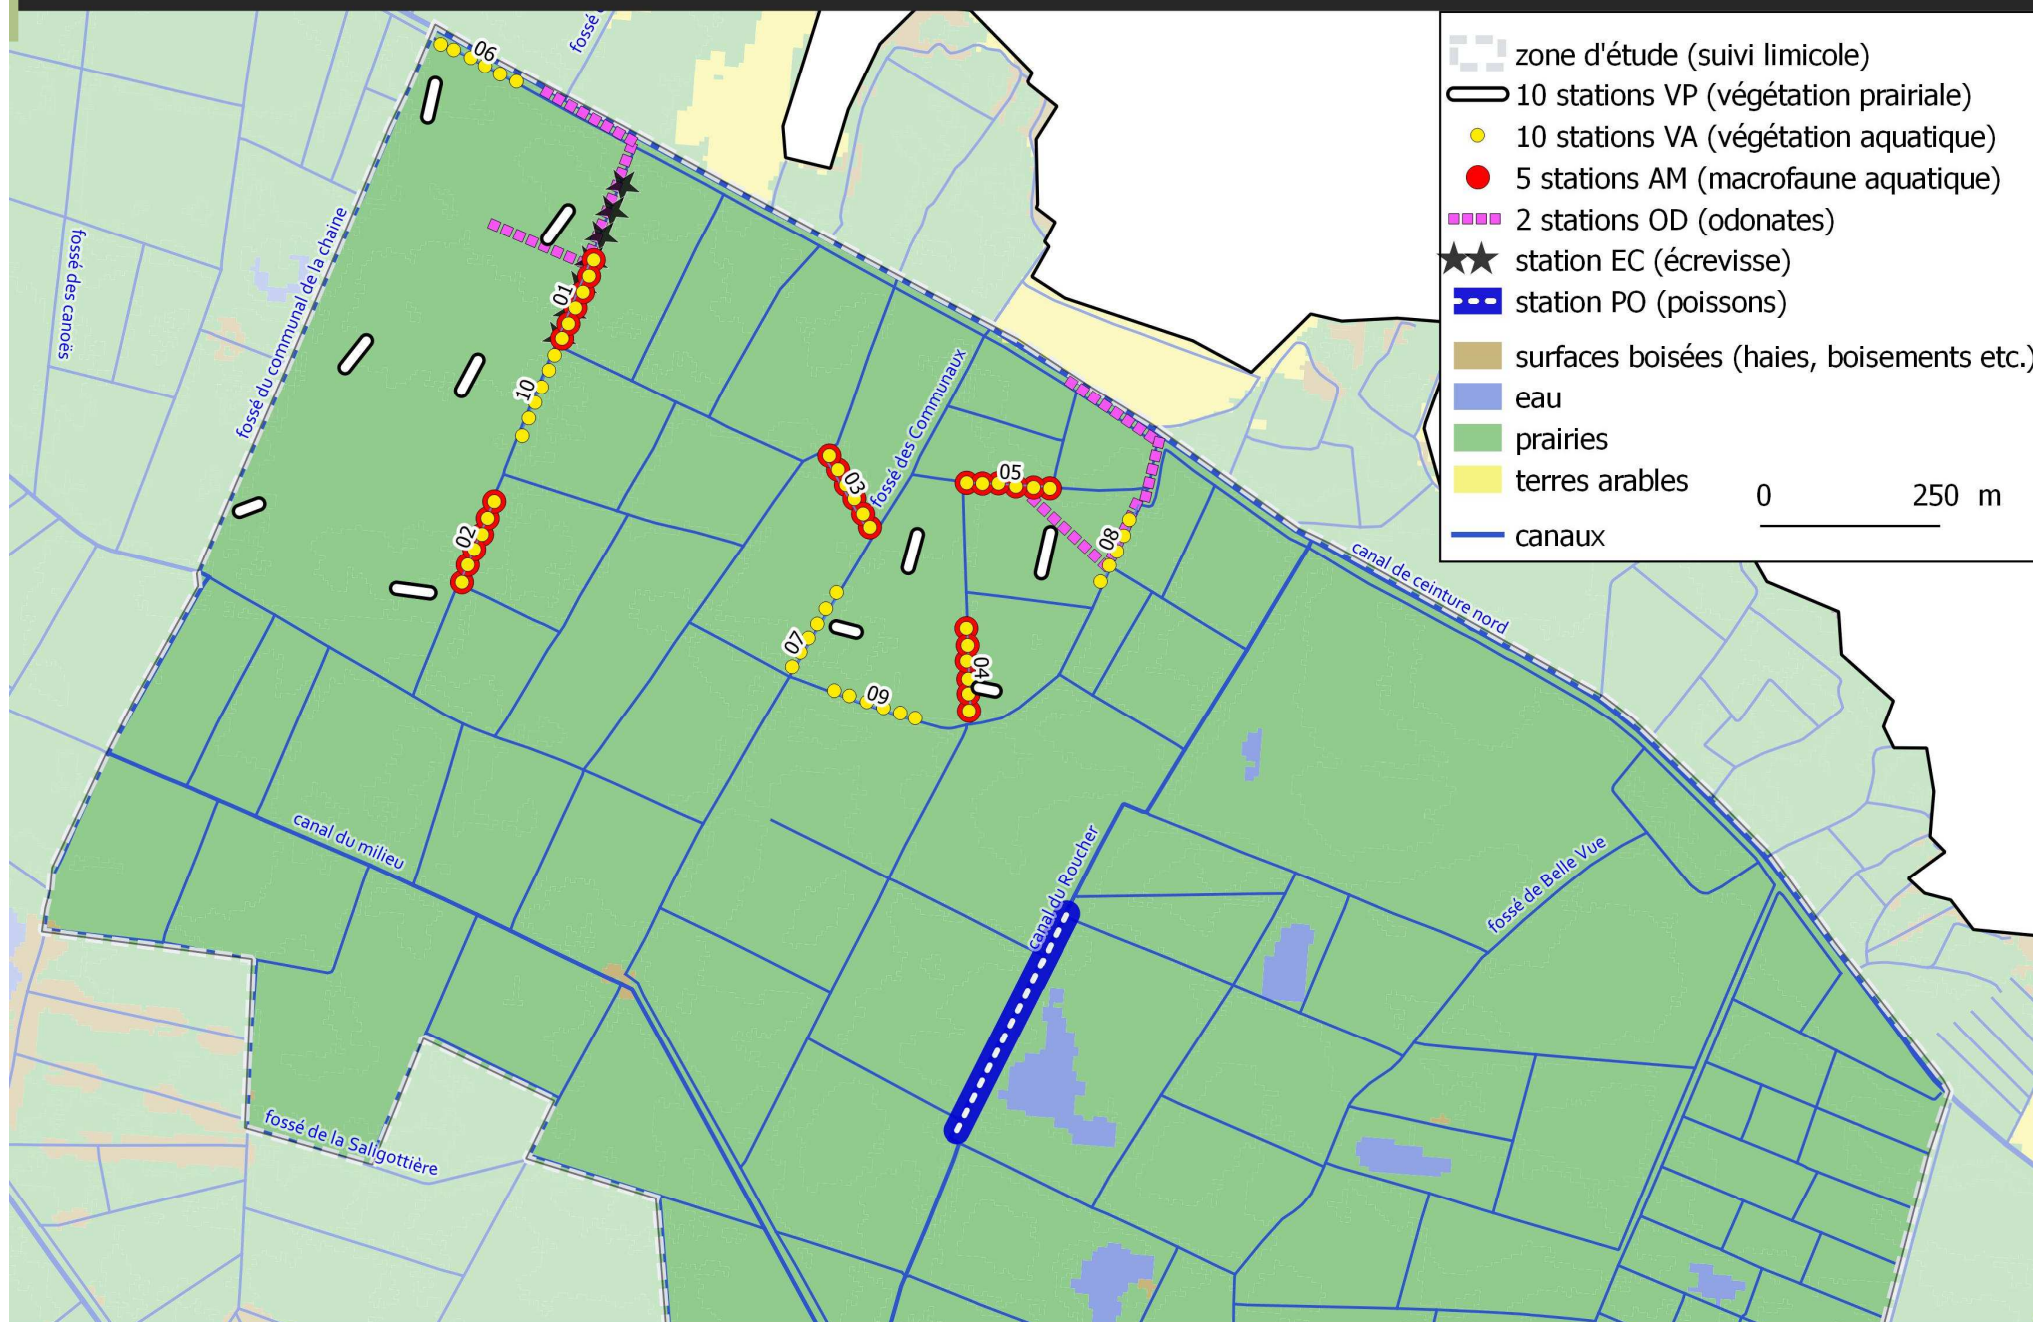 zone d'étude (suivi limicole)
10 stations VP (végétation prairiale)
10 stations VA (végétation aquatique)
5 stations AM (macrofaune aquatique)
2 stations OD (odonates)
station EC (écrevisse)
station PO (poissons)
surfaces boisées (haies, boisements etc.)
eau
prairies
terres arables
canaux
0 250 m
06
fossé
fossé des canoës
fossé du communal de la chaine
01
10
02
03
fossé des Communaux
05
08
07
09
04
canal de ceinture nord
canal du milieu
canal du Roucher
fossé de Belle Vue
fossé de la Saligottière